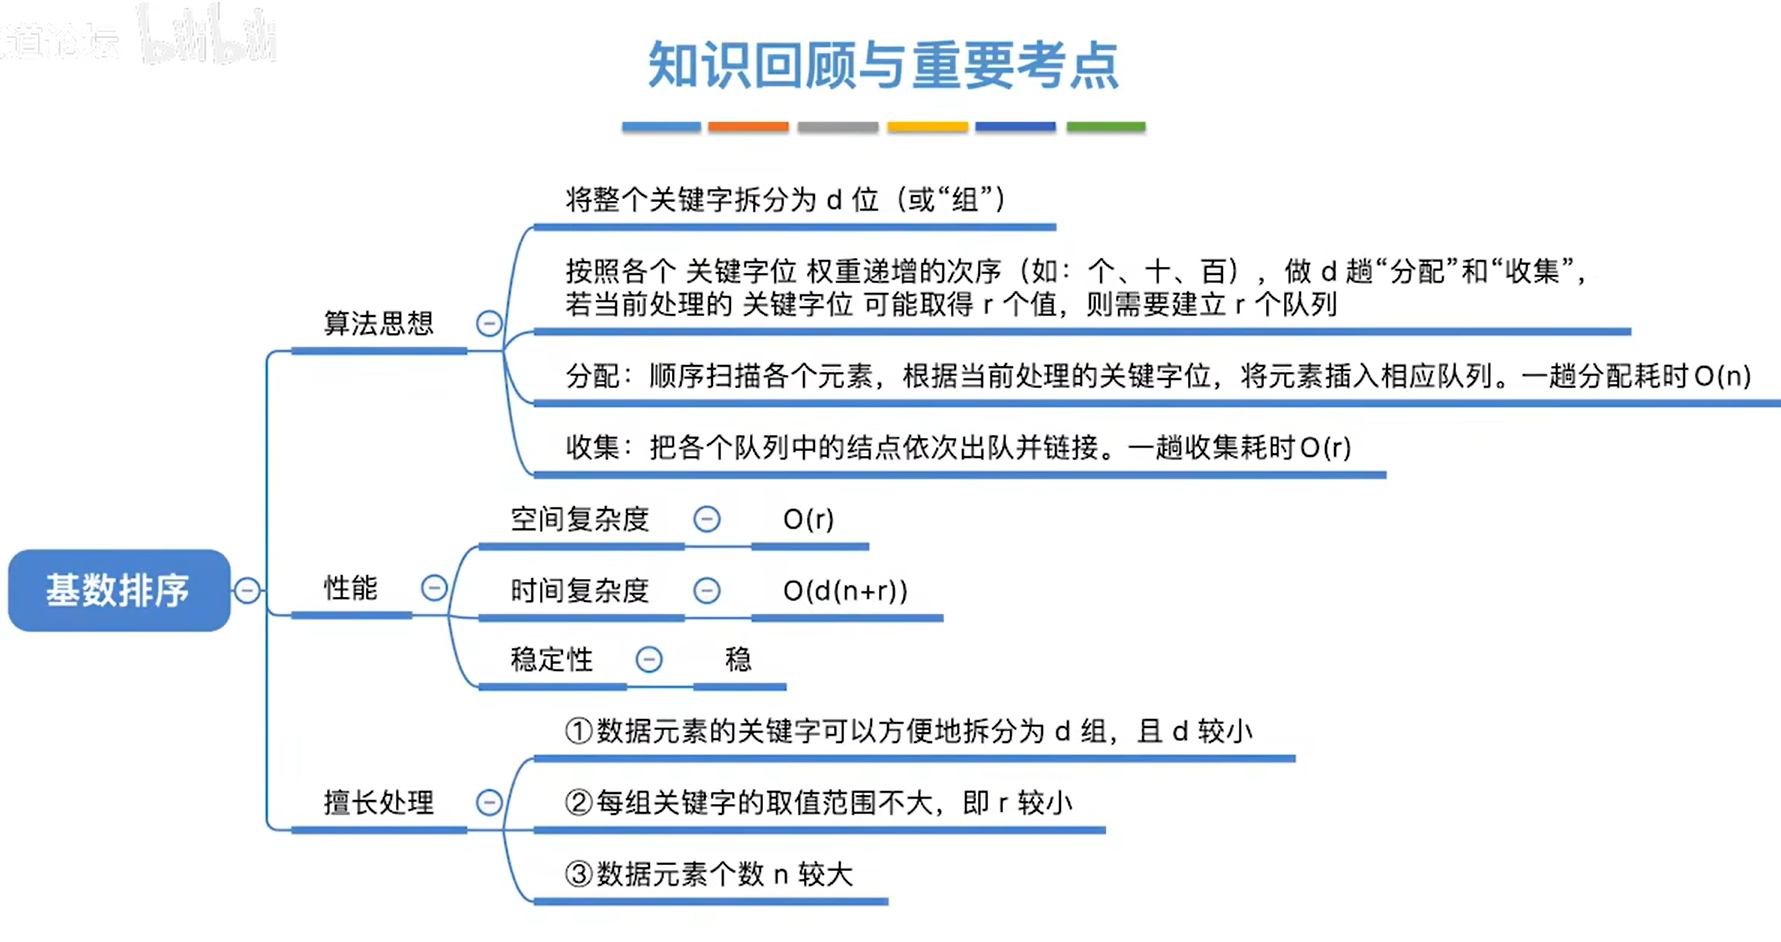 道论坛 bilibili
知识回顾与重要考点
将整个关键字拆分为 d 位（或“组”）
按照各个 关键字位 权重递增的次序（如：个、十、百），做 d 趟“分配”和“收集”，
若当前处理的 关键字位 可能取得 r 个值，则需要建立 r 个队列
算法思想
分配：顺序扫描各个元素，根据当前处理的关键字位，将元素插入相应队列。一趟分配耗时O(n)
收集：把各个队列中的结点依次出队并链接。一趟收集耗时O(r)
基数排序
性能
空间复杂度 O(r)
时间复杂度 O(d(n+r))
稳定性 稳
擅长处理
①数据元素的关键字可以方便地拆分为 d 组，且 d 较小
②每组关键字的取值范围不大，即 r 较小
③数据元素个数 n 较大